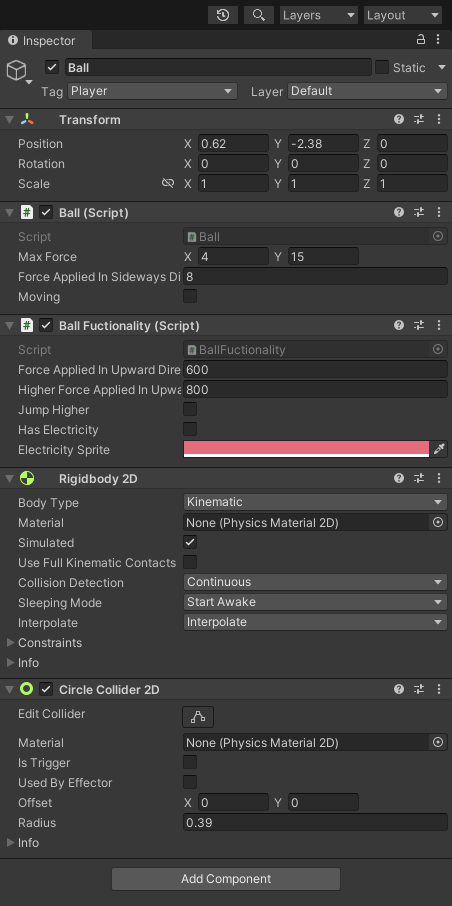 Layers Layout
Inspector
Ball Static
Tag Player Layer Default
Transform
Position X 0.62 Y -2.38 Z 0
Rotation X 0 Y 0 Z 0
Scale X 1 Y 1 Z 1
# Ball (Script)
Script # Ball
Max Force X 4 Y 15
Force Applied In Sideways Di 8
Moving
# Ball Fuctionality (Script)
Script # BallFuctionality
Force Applied In Upward Dire 600
Higher Force Applied In Upwa 800
Jump Higher
Has Electricity
Electricity Sprite
Rigidbody 2D
Body Type Kinematic
Material None (Physics Material 2D)
Simulated
Use Full Kinematic Contacts
Collision Detection Continuous
Sleeping Mode Start Awake
Interpolate Interpolate
Constraints
Info
Circle Collider 2D
Edit Collider
Material None (Physics Material 2D)
Is Trigger
Used By Effector
Offset X 0 Y 0
Radius 0.39
Info
Add Component